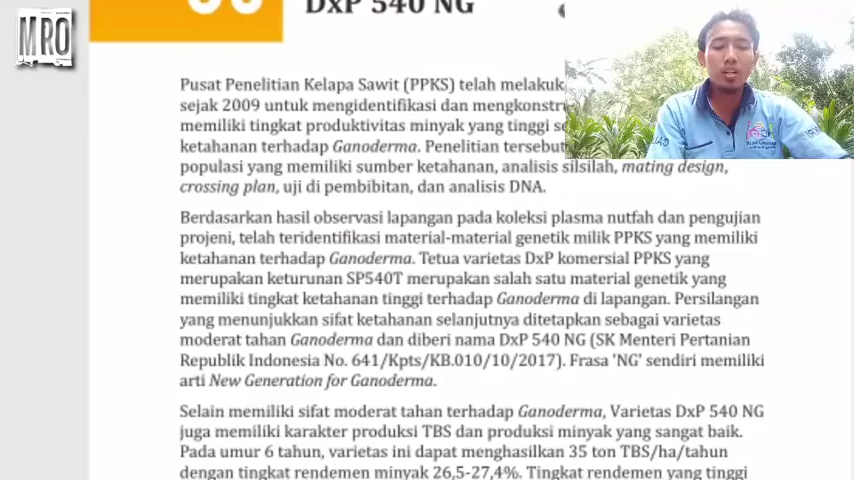 MRO
DxP 540 NG
Pusat Penelitian Kelapa Sawit (PPKS) telah
sejak 2009 untuk mengidentifikasi dan
memiliki tingkat produktivitas minyak yang tinggi
ketahanan terhadap Ganoderma. Penelitian tersebut
populasi yang memiliki sumber ketahanan, analisis silsilah, mating design,
crossing plan, uji di pembibitan, dan analisis DNA.
Berdasarkan hasil observasi lapangan pada koleksi plasma nutfah dan pengujian
projeni, telah teridentifikasi material-material genetik milik PPKS yang memiliki
ketahanan terhadap Ganoderma. Tetua varietas DxP komersial PPKS yang
merupakan keturunan SP540T merupakan salah satu material genetik yang
memiliki tingkat ketahanan tinggi terhadap Ganoderma di lapangan. Persilangan
yang menunjukkan sifat ketahanan selanjutnya ditetapkan sebagai varietas
moderat tahan Ganoderma dan diberi nama DxP 540 NG (SK Menteri Pertanian
Republik Indonesia No. 641/Kpts/KB.010/10/2017). Frasa 'NG' sendiri memiliki
arti New Generation for Ganoderma.
Selain memiliki sifat moderat tahan terhadap Ganoderma, Varietas DxP 540 NG
juga memiliki karakter produksi TBS dan produksi minyak yang sangat baik.
Pada umur 6 tahun, varietas ini dapat menghasilkan 35 ton TBS/ha/tahun
dengan tingkat rendemen minyak 26,5-27,4%. Tingkat rendemen yang tinggi